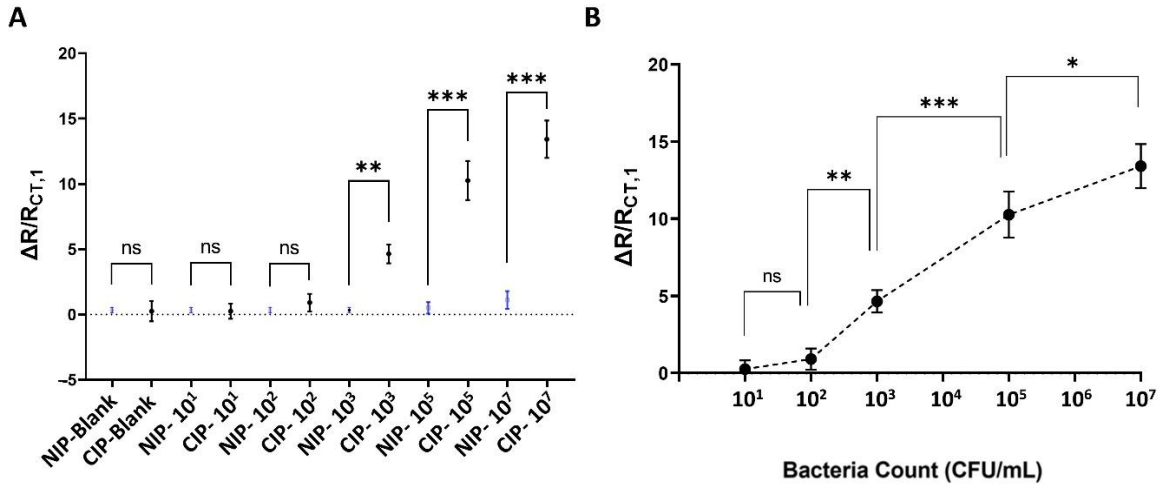 A
20
15
10
5
0
–5
ΔR/R_CT,1
ns
ns
ns
**
***
***
NIP-Blank
CIP-Blank
NIP- 10¹
CIP- 10¹
NIP- 10²
CIP- 10²
NIP- 10³
CIP- 10³
NIP- 10⁵
CIP- 10⁵
NIP- 10⁷
CIP- 10⁷
B
20
15
10
5
0
ΔR/R_CT,1
ns
**
***
*
10¹ 10² 10³ 10⁴ 10⁵ 10⁶ 10⁷
Bacteria Count (CFU/mL)